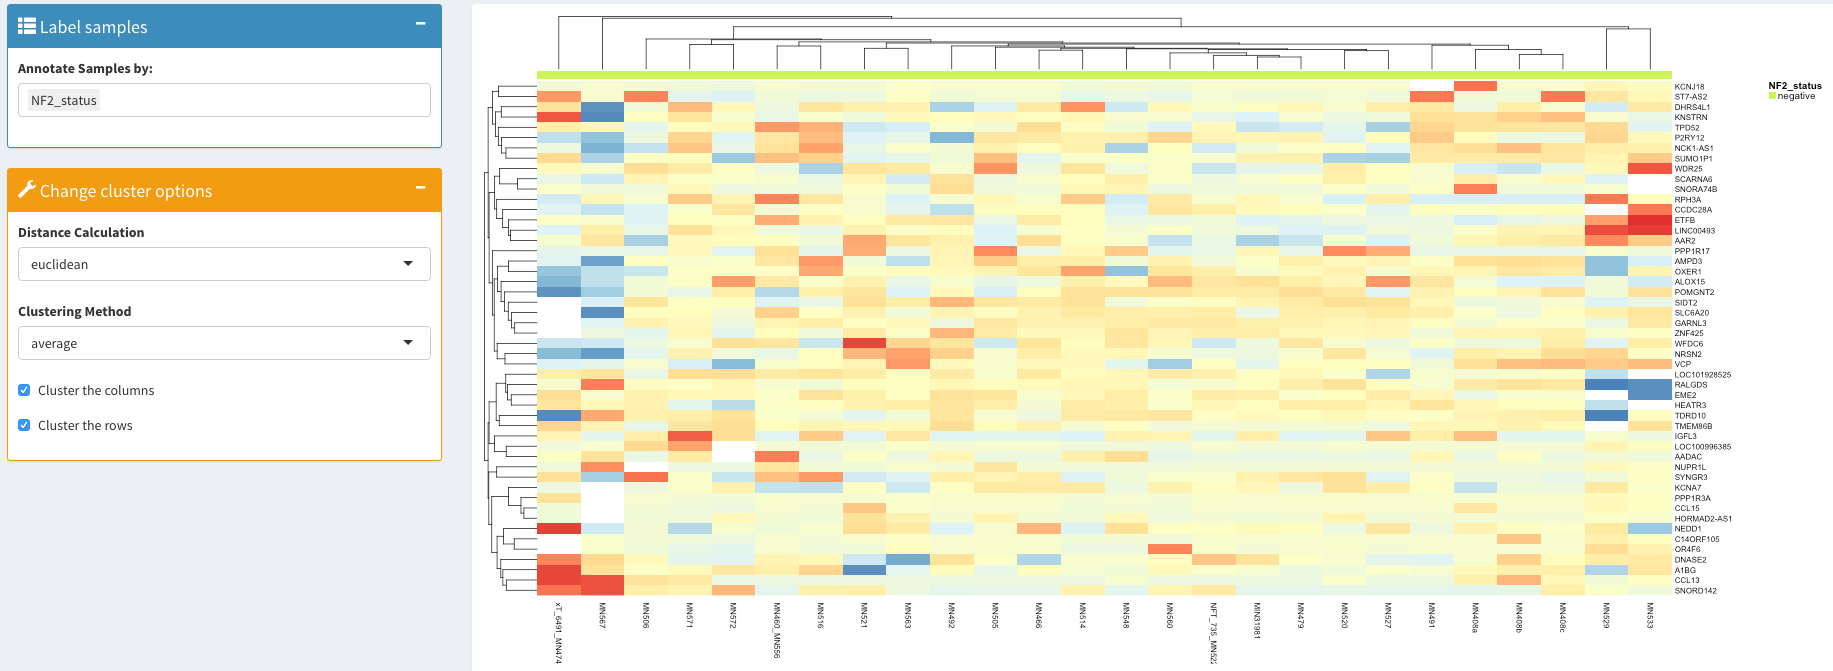 Label samples
Annotate Samples by:
NF2_status
Change cluster options
Distance Calculation
euclidean
Clustering Method
average
Cluster the columns
Cluster the rows
NF2_status
negative
KCNJ18
ST7-AS2
DHRS4L1
KNSTRN
TPD52
P2RY12
NCK1-AS1
SUMO1P1
WDR25
SCARNA6
SNORA74B
RPH3A
CCDC28A
ETFB
LINC00493
AAR2
PPP1R17
AMPD3
OXER1
ALOX15
POMGNT2
SIDT2
SLC6A20
GARNL3
ZNF425
WFDC6
NRSN2
VCP
LOC101928525
RALGDS
EME2
HEATR3
TDRD10
TMEM86B
IGFL3
LOC100996385
AADAC
NUPR1L
SYNGR3
KCNA7
PPP1R3A
CCL15
HORMAD2-AS1
NEDD1
C14ORF105
OR4F6
DNASE2
A1BG
CCL13
SNORD142
xT_6491_MN474
MN567
MN506
MN571
MN572
MN460_MN556
MN516
MN521
MN563
MN492
MN505
MN466
MN514
MN548
MN560
NFT_735_MN522
MIN31981
MN479
MN520
MN527
MN491
MN408a
MN408b
MN408c
MN529
MN533